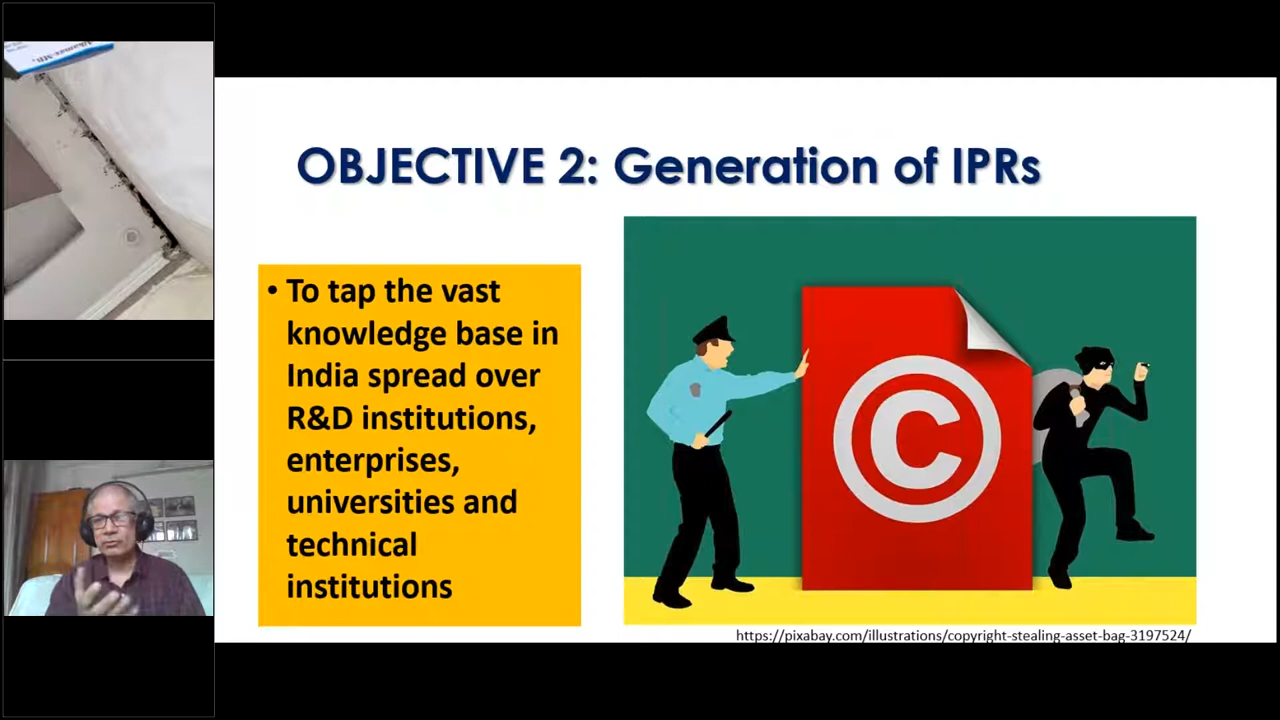 OBJECTIVE 2: Generation of IPRs
• To tap the vast
knowledge base in
India spread over
R&D institutions,
enterprises,
universities and
technical
institutions
©
https://pixabay.com/illustrations/copyright-stealing-asset-bag-3197524/